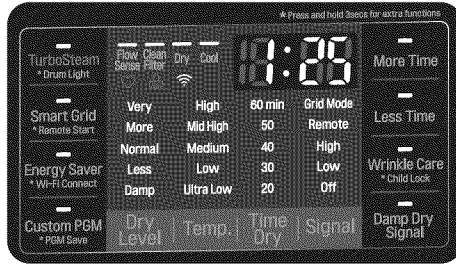 * Press and hold 3secs for extra functions
TurboSteam
* Drum Light
Flow Sense
Clean Filter
Dry
Cool
1:25
More Time
Smart Grid
* Remote Start
Very High 60 min Grid Mode
More Mid High 50 Remote
Less Time
Normal Medium 40 High
Energy Saver
* Wi-Fi Connect
Less Low 30 Low
Wrinkle Care
* Child Lock
Damp Ultra Low 20 Off
Custom PGM
* PGM Save
Dry Level
Temp.
Time Dry
Signal
Damp Dry
Signal